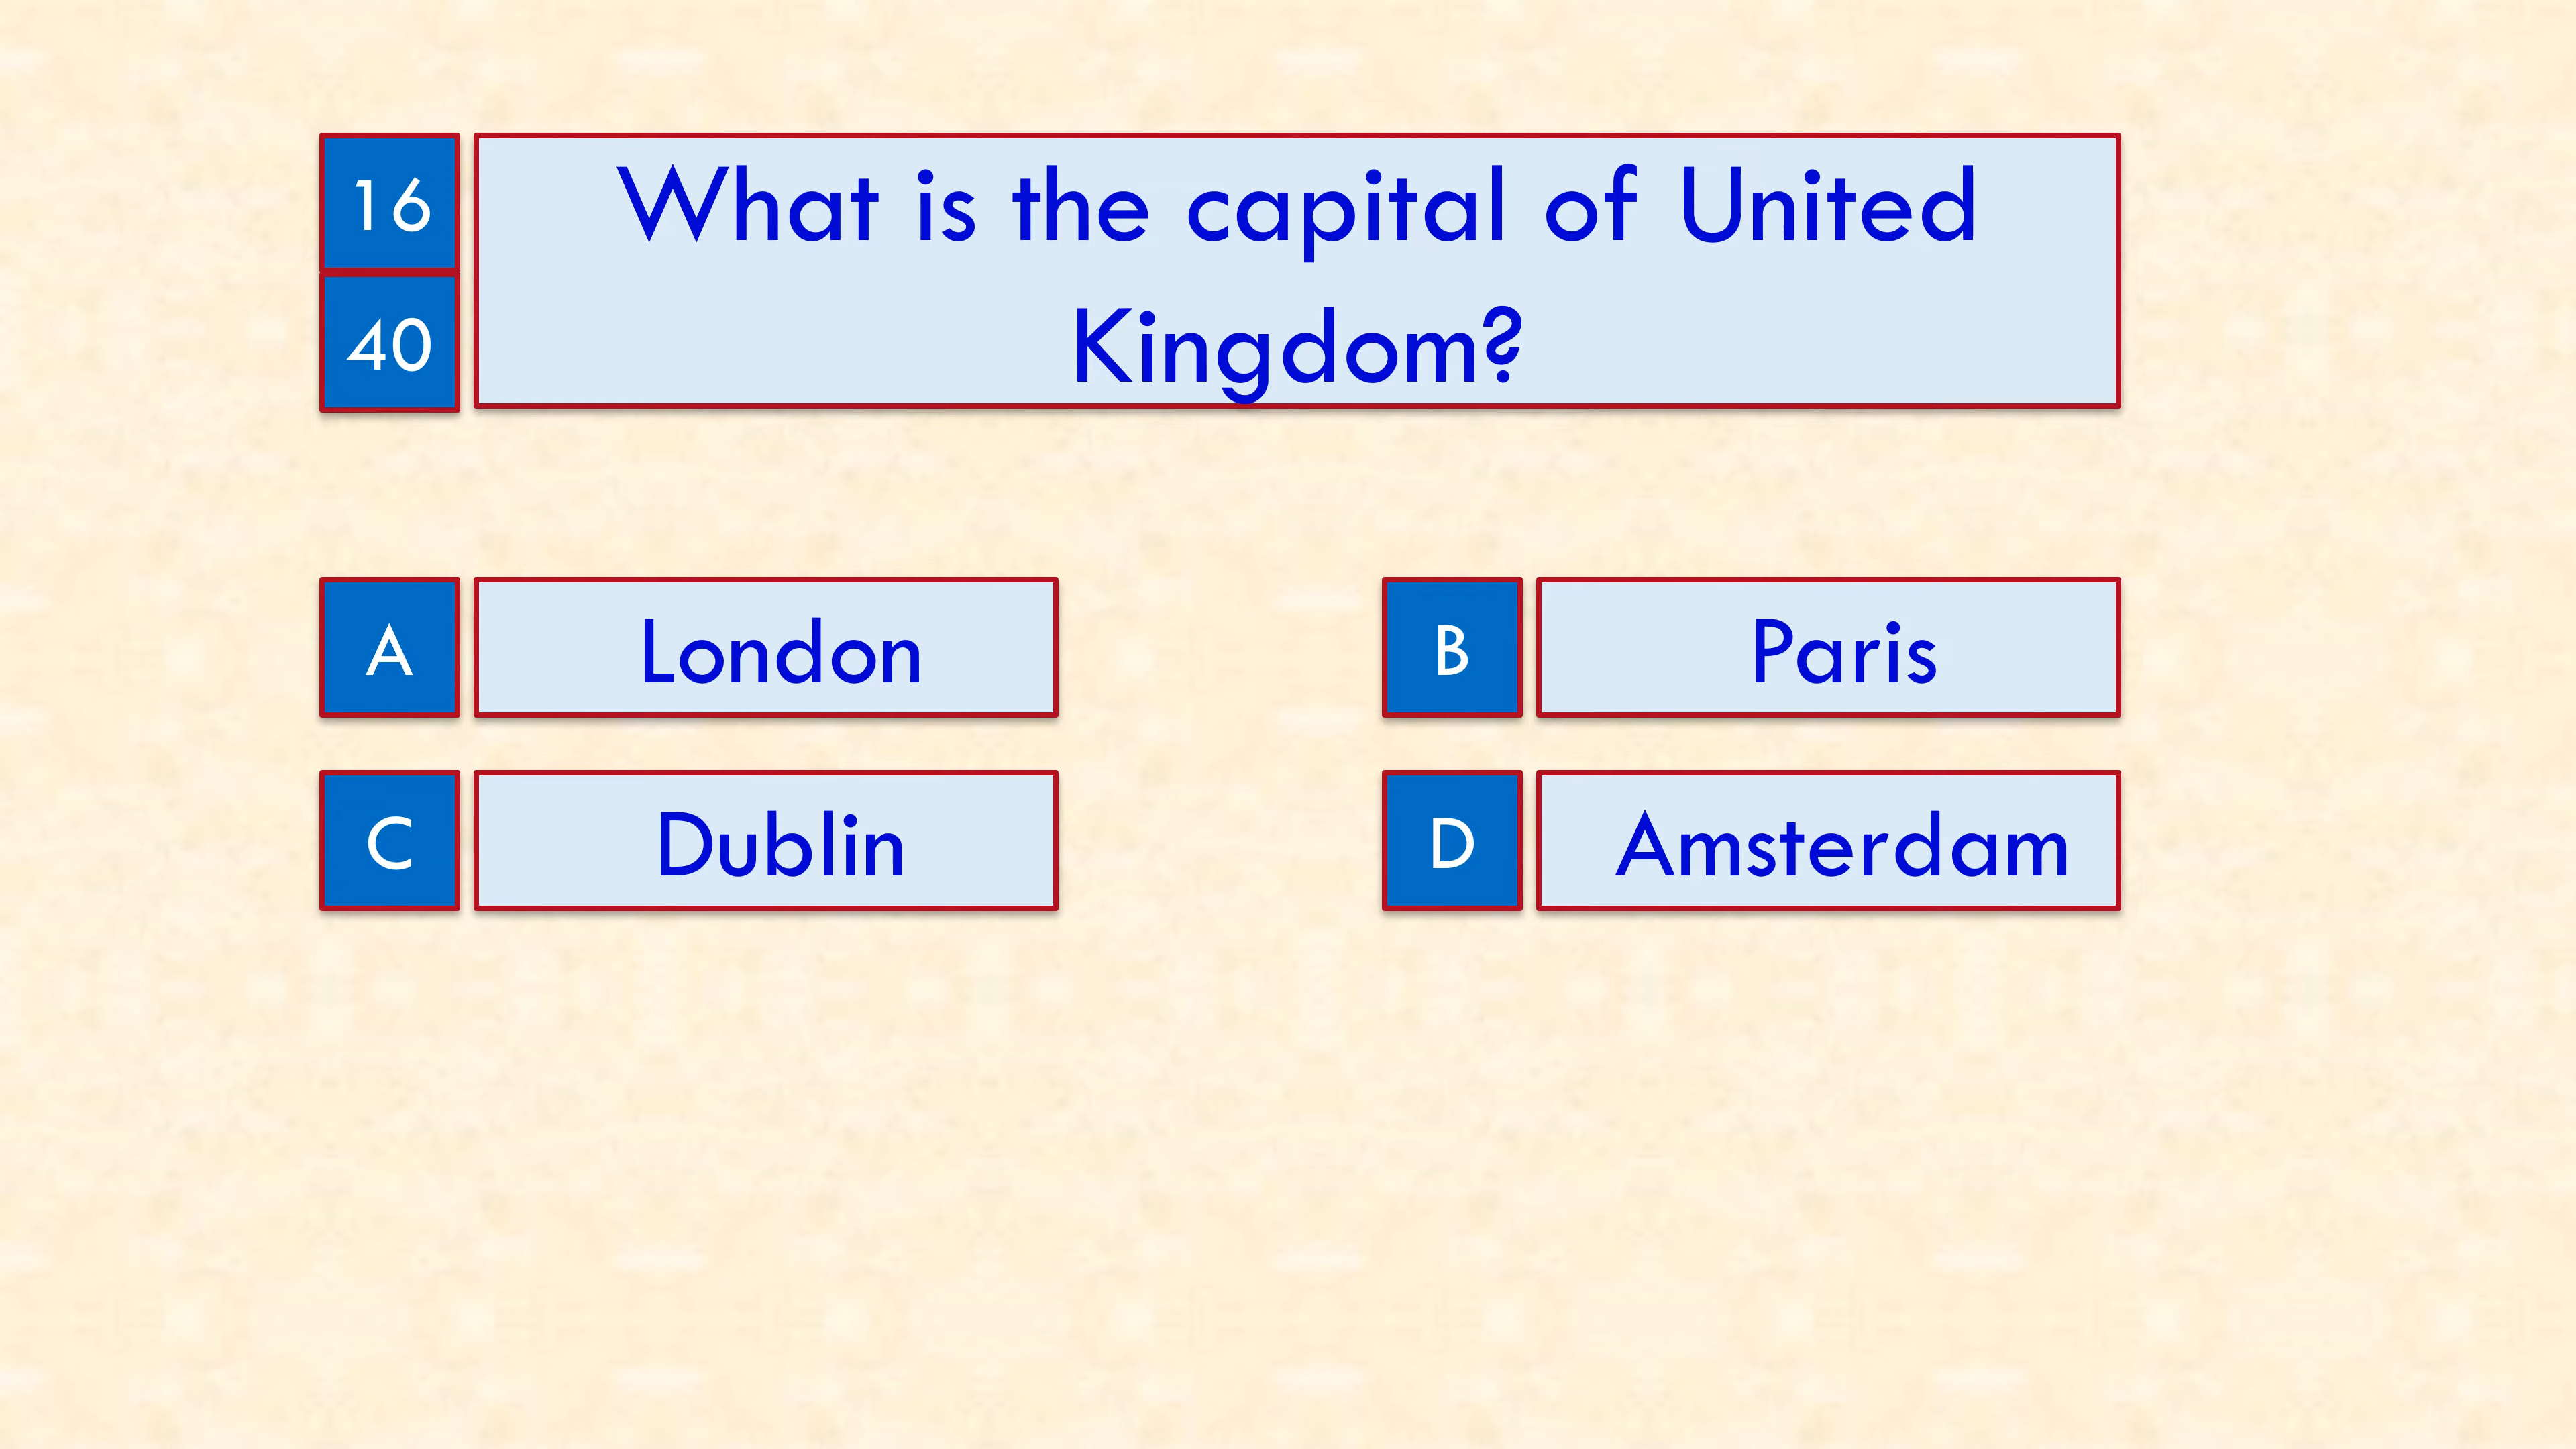 16
40
What is the capital of United
Kingdom?
A
London
B
Paris
C
Dublin
D
Amsterdam